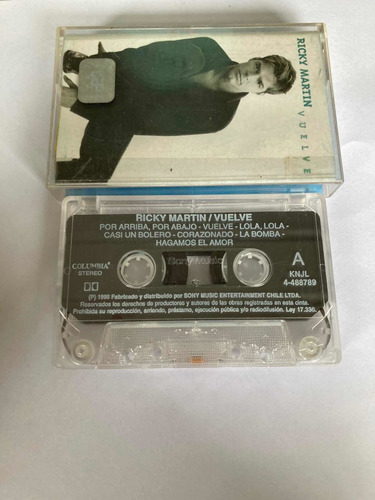 RICKY MARTIN
VUELVE
RICKY MARTIN / VUELVE
POR ARRIBA, POR ABAJO - VUELVE - LOLA, LOLA -
CASI UN BOLERO - CORAZONADO - LA BOMBA -
HAGAMOS EL AMOR
COLUMBIA
STEREO
Sony Music
A
KNJL
4-488789
(P) 1998 Fabricado y distribuido por SONY MUSIC ENTERTAINMENT CHILE LTDA.
Reservados los derechos de productores y autores de las obras registradas en esta cinta.
Prohibida su reproducción, arriendo, préstamo, ejecución pública y/o radiodifusión. Ley 17.336.